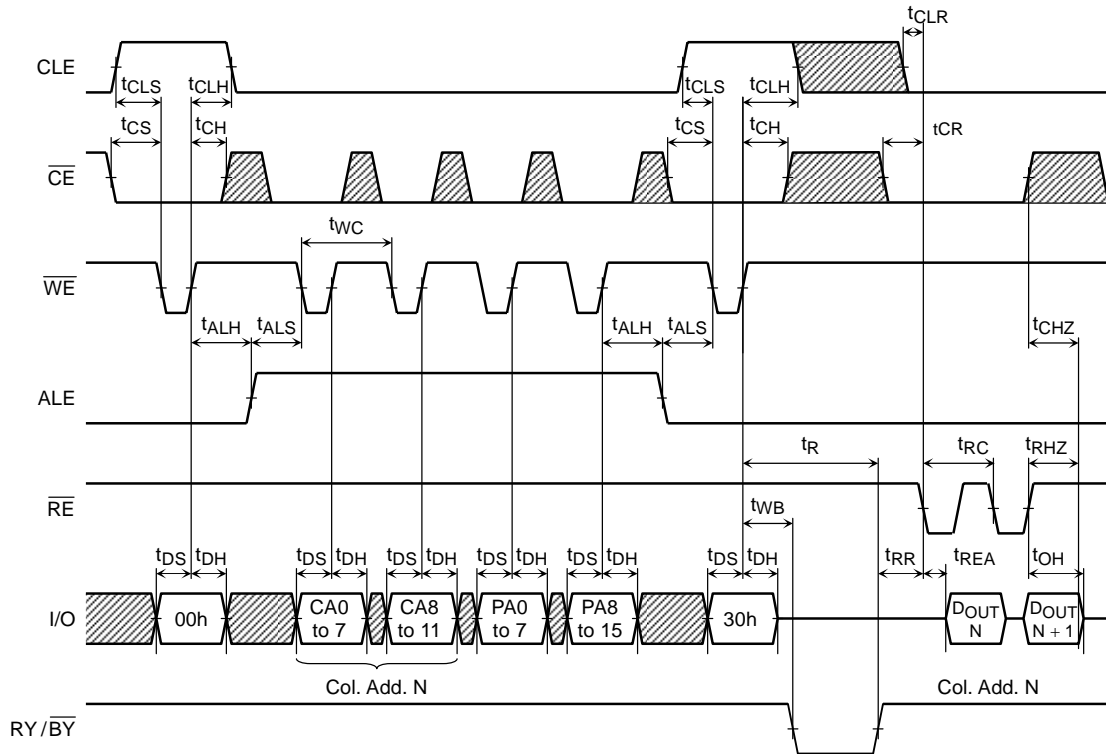 tCLR
CLE
tCLS tCLH tCLS tCLH
tCS tCH tCS tCH tCR
CE
tWC
WE
tALH tALS tALH tALS tCHZ
ALE
tR tRC tRHZ
RE
tWB
tDS tDH tDS tDH tDS tDH tDS tDH tDS tDH tDS tDH tRR tREA tOH
I/O 00h CA0 to 7 CA8 to 11 PA0 to 7 PA8 to 15 30h DOUT N DOUT N + 1
Col. Add. N Col. Add. N
RY/BY